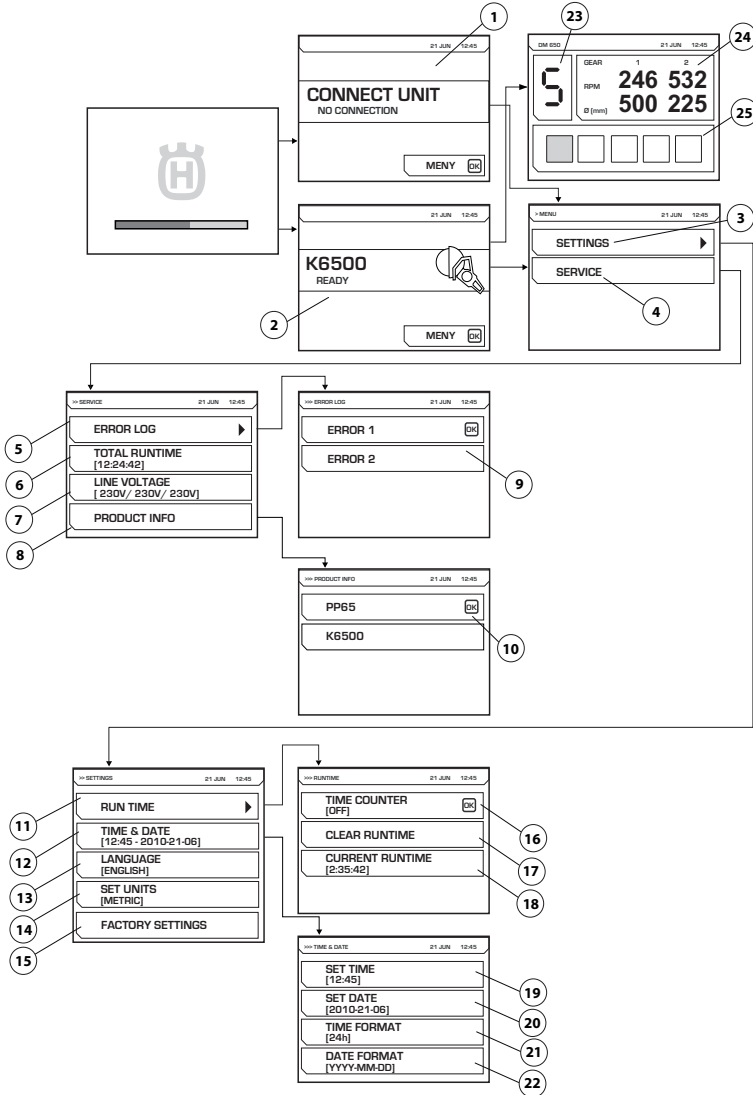 1
21 JUN 12:45
CONNECT UNIT
NO CONNECTION
MENY OK
23
24
DM 650 21 JUN 12:45
5
GEAR 1 2
RPM 246 532
Ø [mm] 500 225
25
H
21 JUN 12:45
K6500
READY
MENY OK
2
> MENU 21 JUN 12:45
SETTINGS
SERVICE
3
4
>> SERVICE 21 JUN 12:45
ERROR LOG
TOTAL RUNTIME
[12:24:42]
LINE VOLTAGE
[ 230V/ 230V/ 230V]
PRODUCT INFO
5
6
7
8
>>> ERROR LOG 21 JUN 12:45
ERROR 1 OK
ERROR 2
9
>>> PRODUCT INFO 21 JUN 12:45
PP65 OK
K6500
10
>> SETTINGS 21 JUN 12:45
RUN TIME
TIME & DATE
[12:45 - 2010-21-06]
LANGUAGE
[ENGLISH]
SET UNITS
[METRIC]
FACTORY SETTINGS
11
12
13
14
15
>>> RUNTIME 21 JUN 12:45
TIME COUNTER
[OFF] OK
CLEAR RUNTIME
CURRENT RUNTIME
[2:35:42]
16
17
18
>>> TIME & DATE 21 JUN 12:45
SET TIME
[12:45]
SET DATE
[2010-21-06]
TIME FORMAT
[24h]
DATE FORMAT
[YYYY-MM-DD]
19
20
21
22